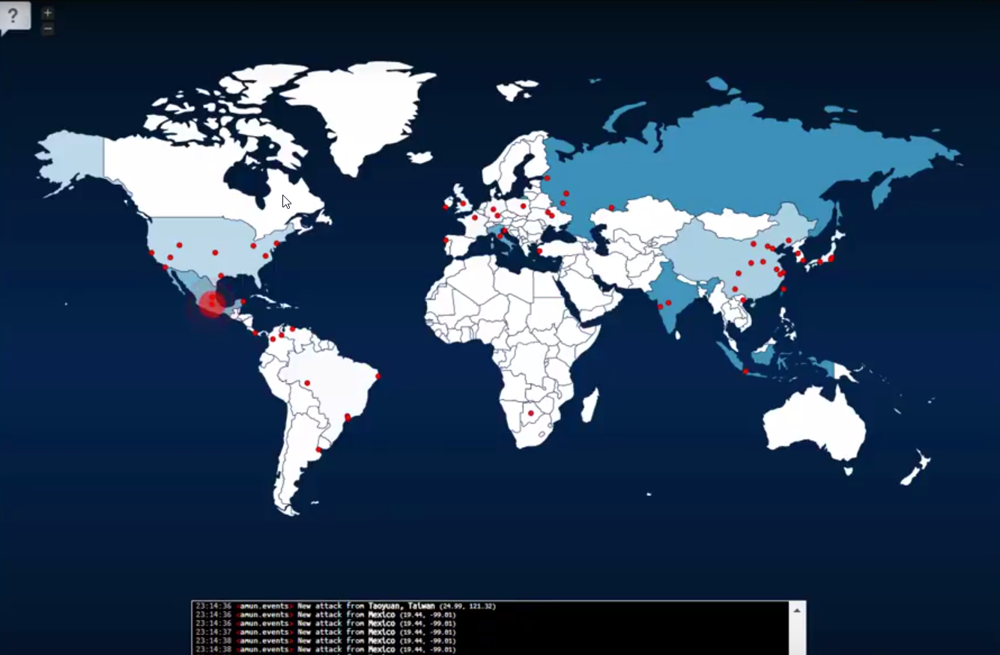 ?
+
−
23:14:36 <amun.events> New attack from Taoyuan, Taiwan (24.99, 121.32)
23:14:36 <amun.events> New attack from Mexico (19.44, -99.01)
23:14:36 <amun.events> New attack from Mexico (19.44, -99.01)
23:14:37 <amun.events> New attack from Mexico (19.44, -99.01)
23:14:38 <amun.events> New attack from Mexico (19.44, -99.01)
23:14:38 <amun.events> New attack from Mexico (19.44, -99.01)